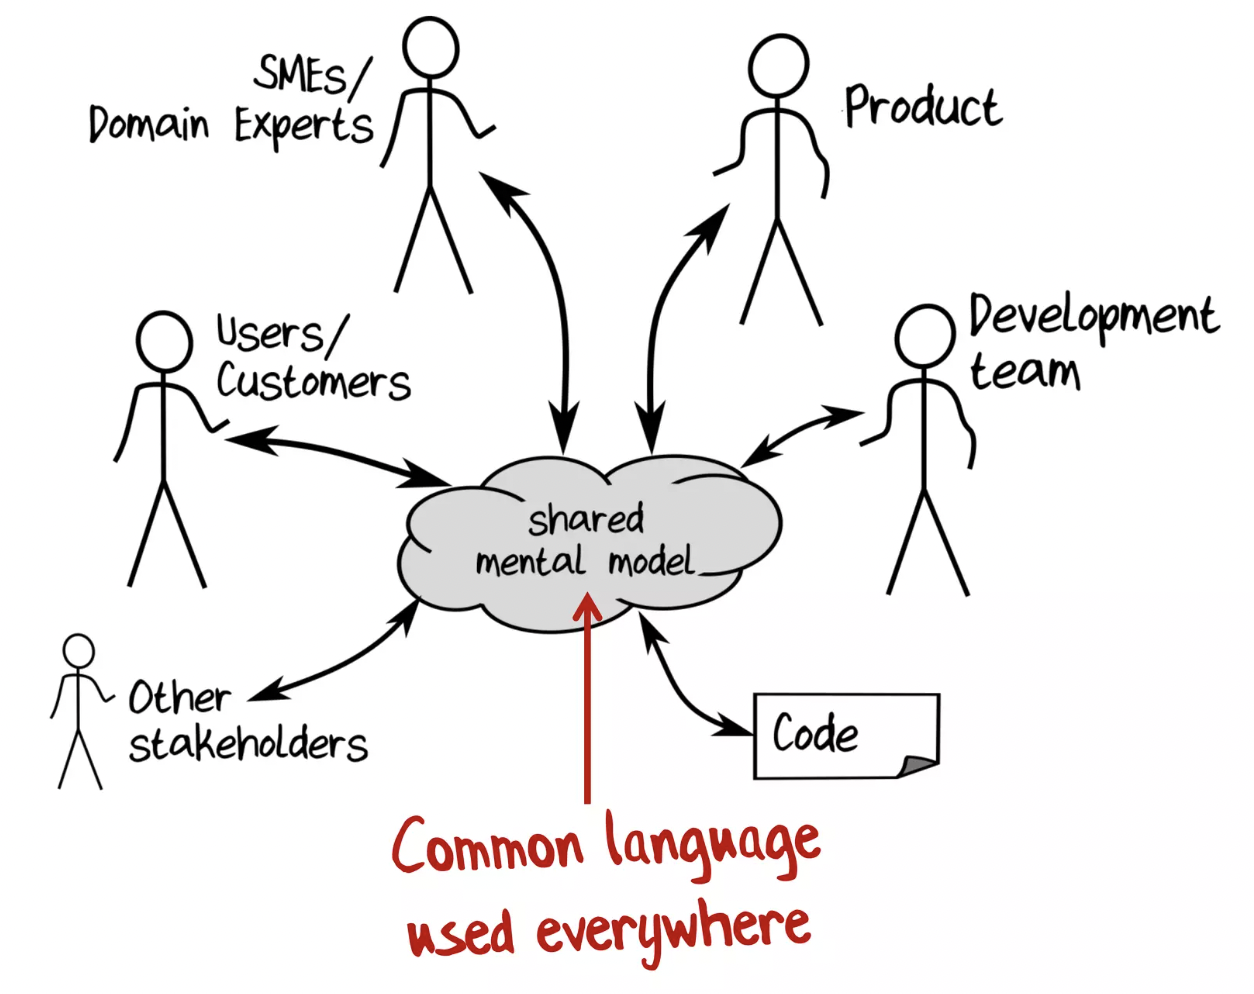 SMEs/
Domain Experts
Product
Users/
Customers
Development
team
shared
mental model
Other
stakeholders
Code
Common language
used everywhere